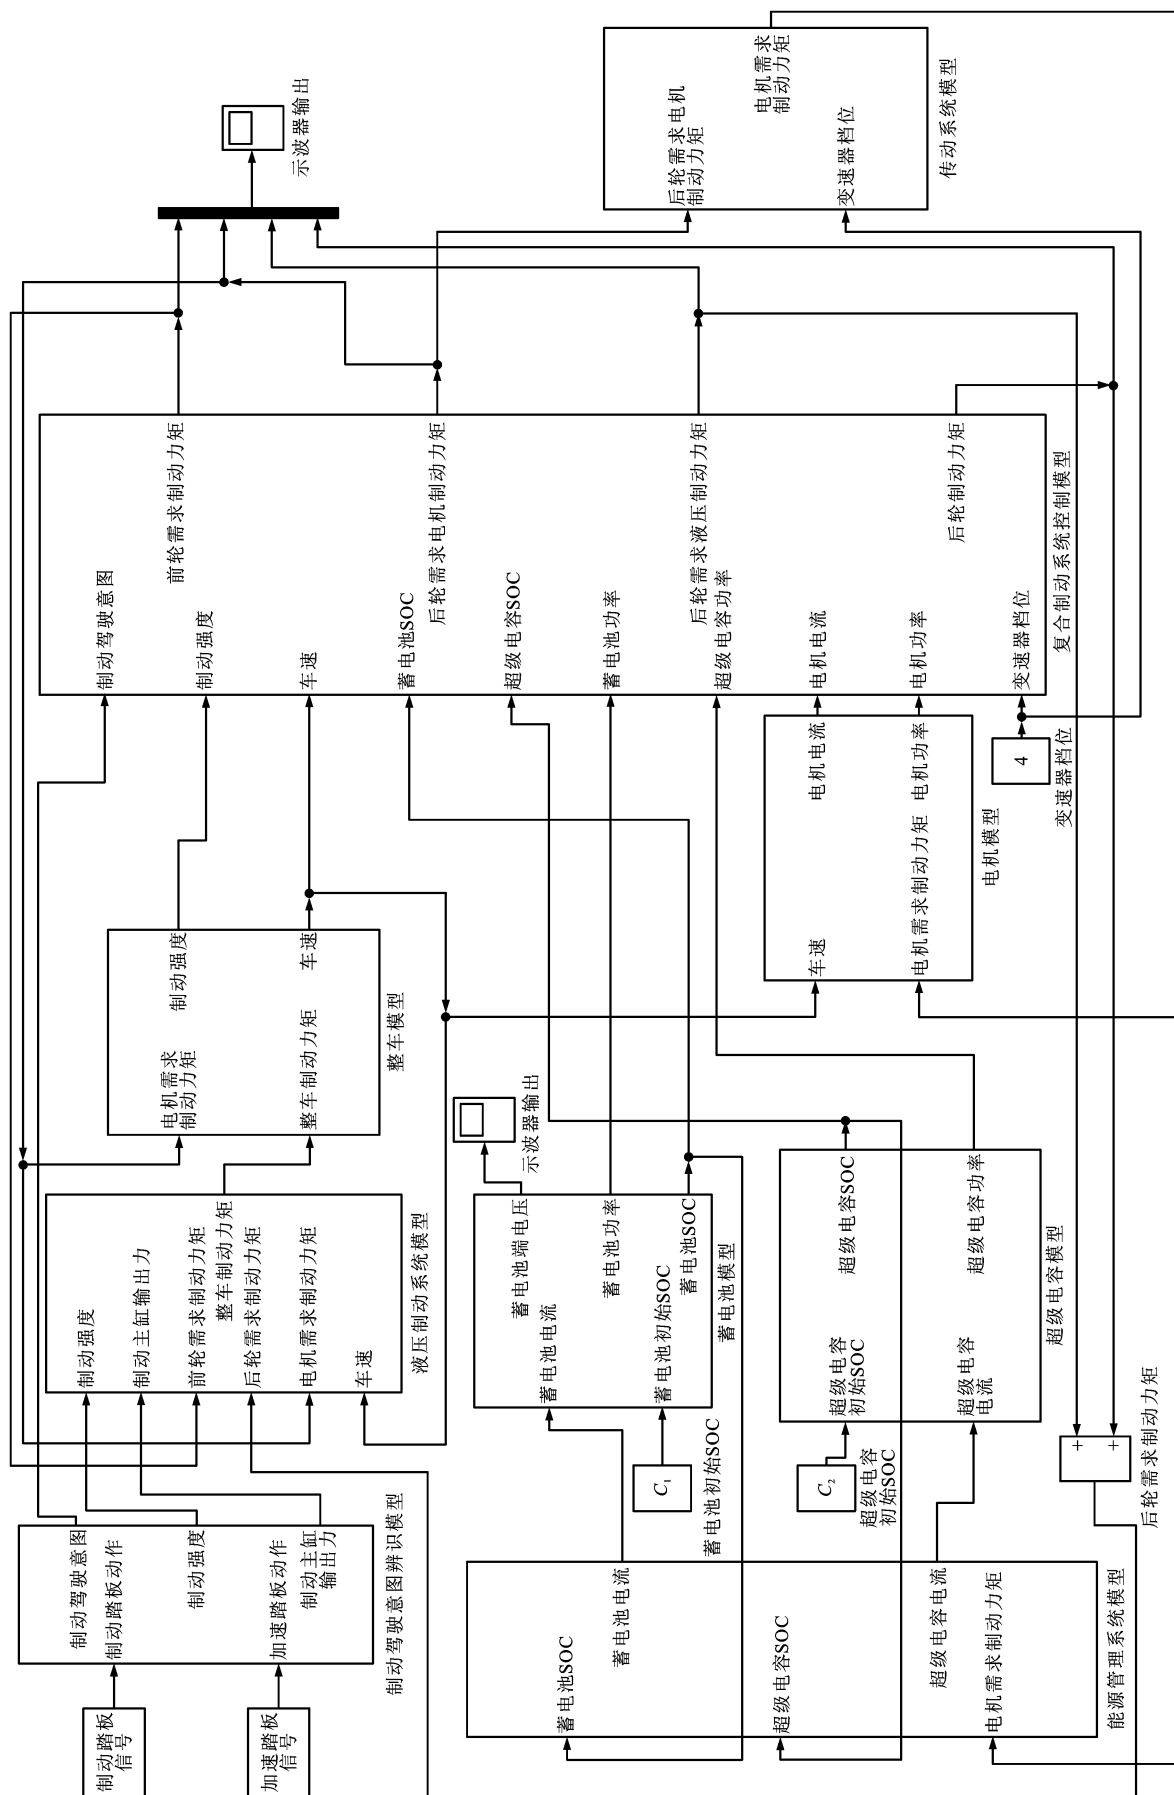 制动踏板
信号
加速踏板
信号
制动驾驶意图
制动踏板动作
制动强度
加速踏板动作
制动主缸
输出力
制动驾驶意图辨识模型
制动强度
制动主缸输出力
前轮需求制动力矩
整车制动力矩
后轮需求制动力矩
电机需求制动力矩
车速
液压制动系统模型
电机需求
制动力矩
制动强度
整车制动力矩
车速
整车模型
制动驾驶意图
前轮需求制动力矩
制动强度
车速
蓄电池SOC
后轮需求电机制动力矩
超级电容SOC
蓄电池功率
后轮需求液压制动力矩
超级电容功率
电机电流
电机功率
后轮制动力矩
变速器档位
复合制动系统控制模型
示波器输出
蓄电池SOC
蓄电池电流
超级电容SOC
超级电容电流
电机需求制动力矩
能源管理系统模型
C₁
蓄电池初始SOC
蓄电池端电压
蓄电池电流
蓄电池功率
蓄电池初始SOC
蓄电池SOC
蓄电池模型
示波器输出
C₂
超级电容
初始SOC
超级电容
初始SOC
超级电容SOC
超级电容
电流
超级电容功率
超级电容模型
车速
电机电流
电机需求制动力矩
电机功率
电机模型
4
变速器档位
后轮需求电机
制动力矩
电机需求
制动力矩
变速器档位
传动系统模型
+
+
后轮需求制动力矩